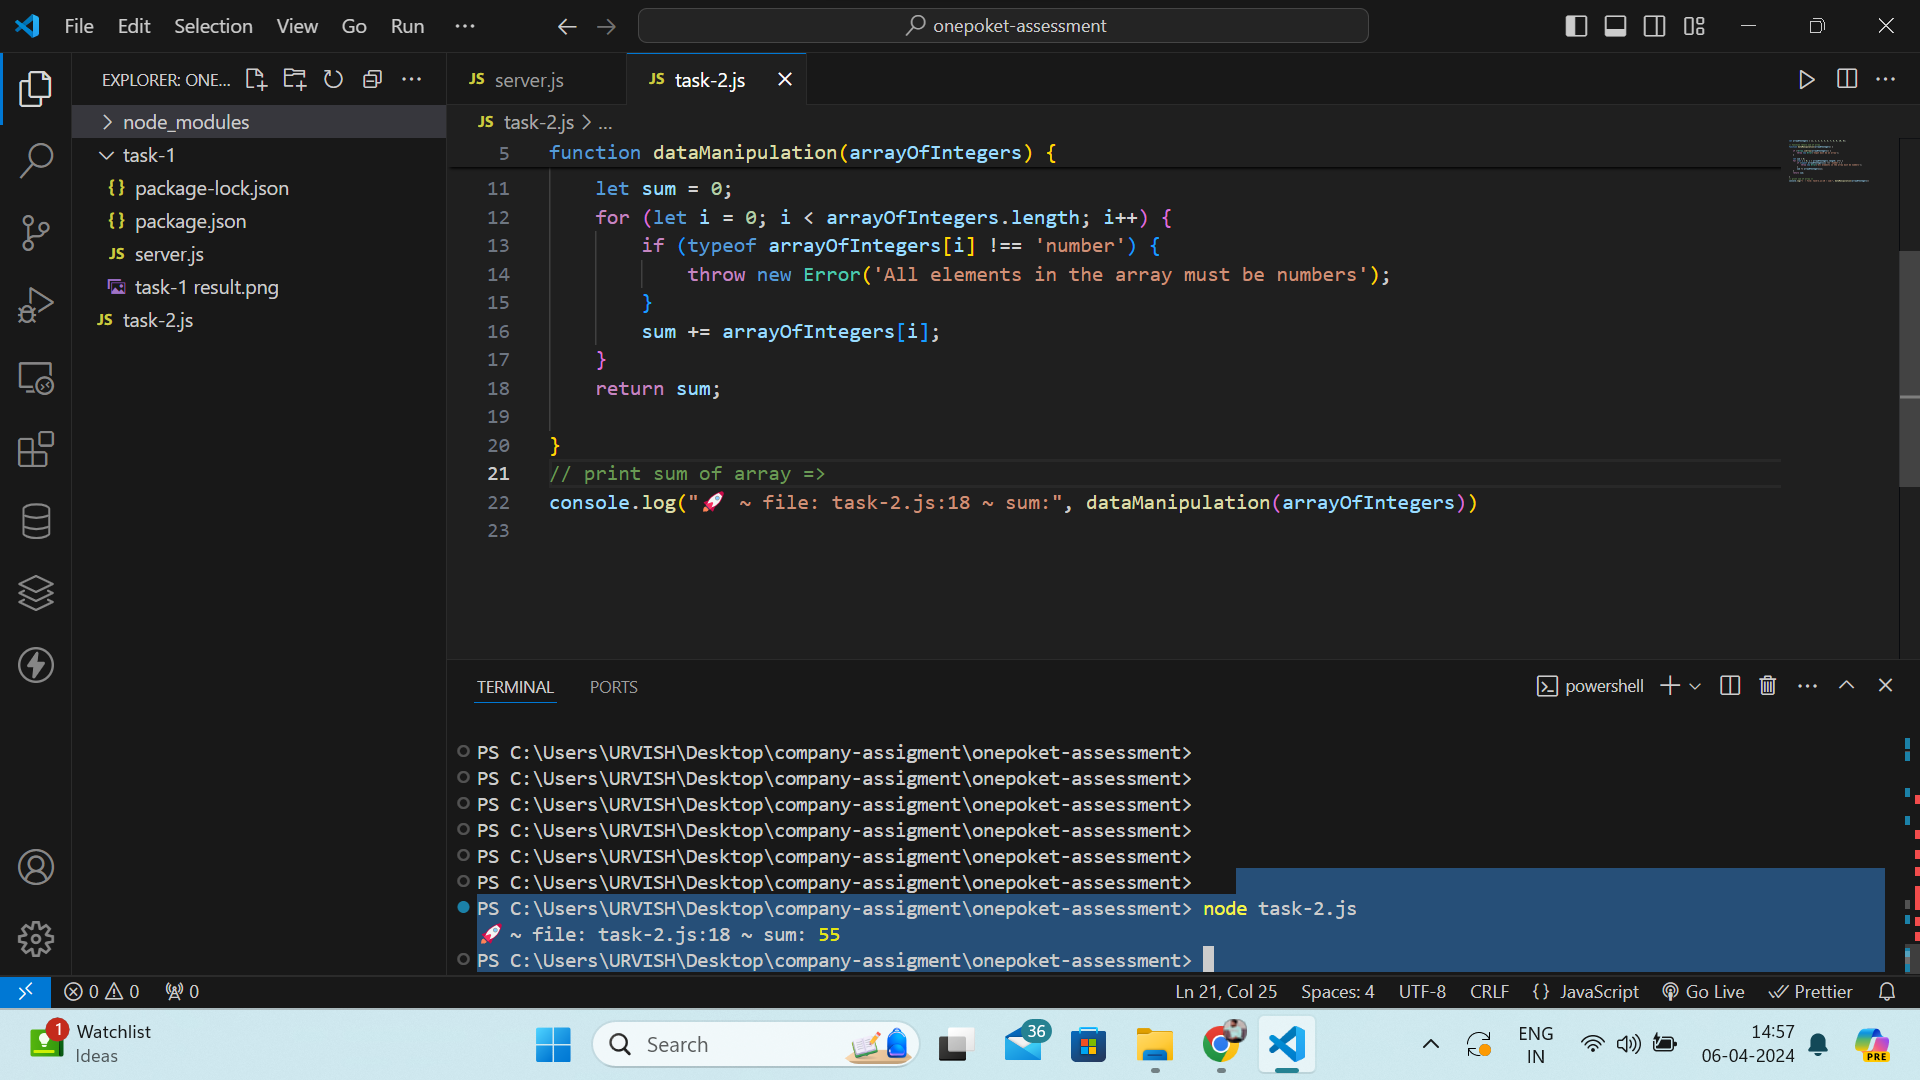 File Edit Selection View Go Run ···
onepoket-assessment
EXPLORER: ONE...
node_modules
task-1
{} package-lock.json
{} package.json
JS server.js
task-1 result.png
JS task-2.js
JS server.js
JS task-2.js
JS task-2.js > ...
5 function dataManipulation(arrayOfIntegers) {
11 let sum = 0;
12 for (let i = 0; i < arrayOfIntegers.length; i++) {
13 if (typeof arrayOfIntegers[i] !== 'number') {
14 throw new Error('All elements in the array must be numbers');
15 }
16 sum += arrayOfIntegers[i];
17 }
18 return sum;
19
20 }
21 // print sum of array =>
22 console.log("🚀 ~ file: task-2.js:18 ~ sum:", dataManipulation(arrayOfIntegers))
23
TERMINAL PORTS
powershell
PS C:\Users\URVISH\Desktop\company-assigment\onepoket-assessment>
PS C:\Users\URVISH\Desktop\company-assigment\onepoket-assessment>
PS C:\Users\URVISH\Desktop\company-assigment\onepoket-assessment>
PS C:\Users\URVISH\Desktop\company-assigment\onepoket-assessment>
PS C:\Users\URVISH\Desktop\company-assigment\onepoket-assessment>
PS C:\Users\URVISH\Desktop\company-assigment\onepoket-assessment>
PS C:\Users\URVISH\Desktop\company-assigment\onepoket-assessment> node task-2.js
🚀 ~ file: task-2.js:18 ~ sum: 55
PS C:\Users\URVISH\Desktop\company-assigment\onepoket-assessment>
0 0 0
Ln 21, Col 25 Spaces: 4 UTF-8 CRLF {} JavaScript Go Live Prettier
1 Watchlist
Ideas
Search
36
ENG
IN
14:57
06-04-2024
PRE